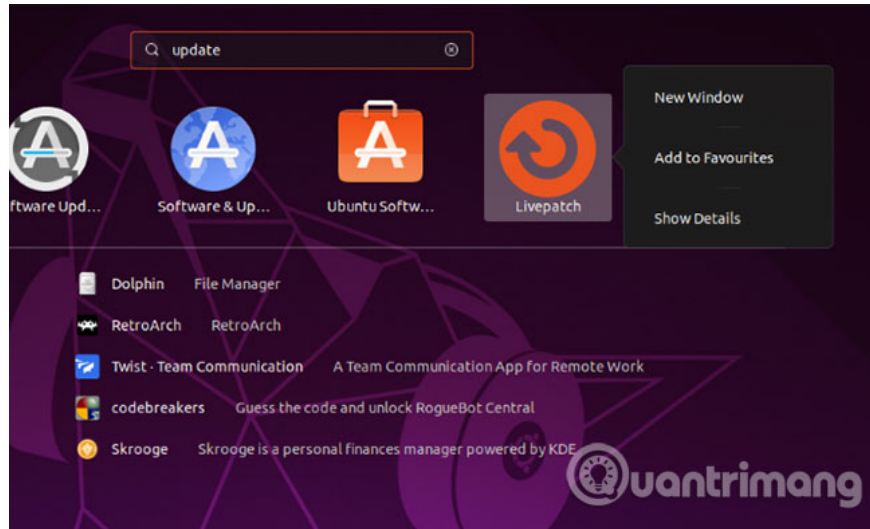 update
New Window
Add to Favourites
Show Details
ftware Upd...
Software & Up...
Ubuntu Softw...
Livepatch
Dolphin File Manager
RetroArch RetroArch
Twist · Team Communication A Team Communication App for Remote Work
codebreakers Guess the code and unlock RogueBot Central
Skrooge Skrooge is a personal finances manager powered by KDE
Quantrimang